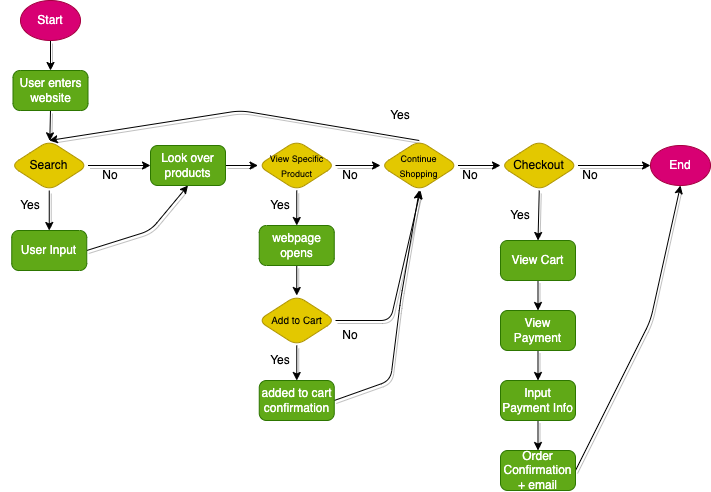 Start
User enters
website
Yes
Search
No
Look over
products
View Specific
Product
No
Continue
Shopping
No
Checkout
No
End
Yes
User Input
Yes
webpage
opens
Yes
View Cart
Add to Cart
No
View
Payment
Yes
added to cart
confirmation
Input
Payment Info
Order
Confirmation
+ email